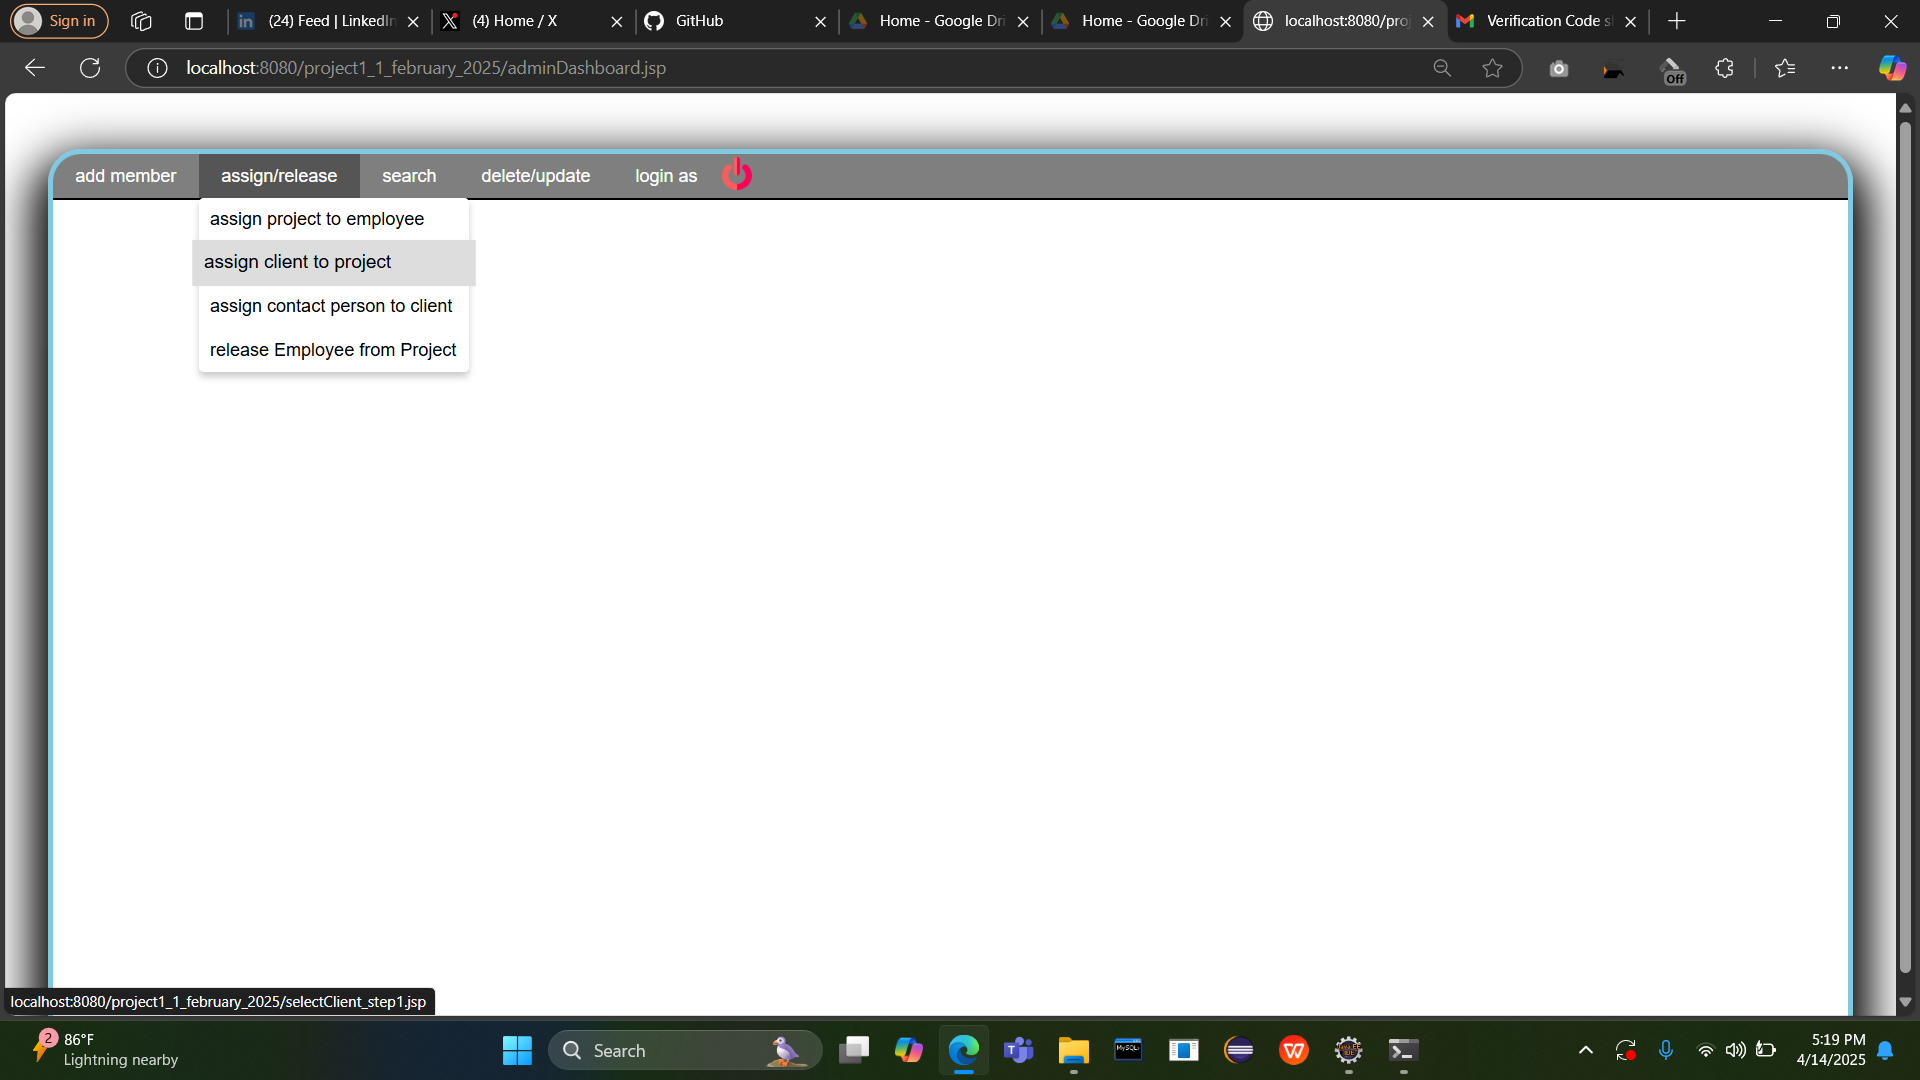 Sign in
(24) Feed | LinkedIn
(4) Home / X
GitHub
Home - Google Dri
Home - Google Dri
localhost:8080/proj
Verification Code s
localhost:8080/project1_1_february_2025/adminDashboard.jsp
Off
add member
assign/release
search
delete/update
login as
assign project to employee
assign client to project
assign contact person to client
release Employee from Project
localhost:8080/project1_1_february_2025/selectClient_step1.jsp
2
86°F
Lightning nearby
Search
MySQL
W
5:19 PM
4/14/2025